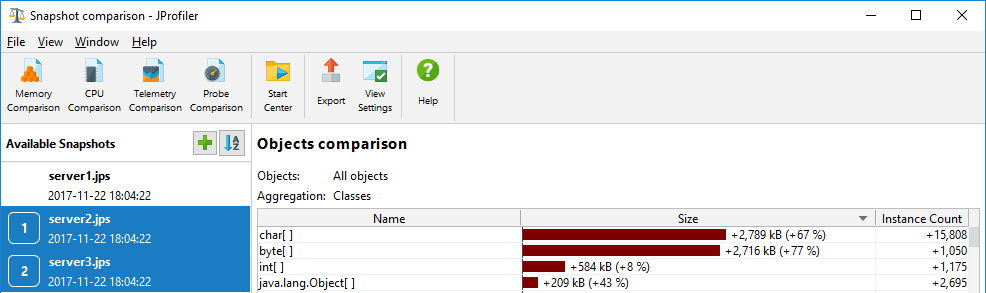 Snapshot comparison - JProfiler
File View Window Help
Memory Comparison
CPU Comparison
Telemetry Comparison
Probe Comparison
Start Center
Export
View Settings
Help
Available Snapshots
A Z
server1.jps
2017-11-22 18:04:22
1
server2.jps
2017-11-22 18:04:22
2
server3.jps
2017-11-22 18:04:22
Objects comparison
Objects: All objects
Aggregation: Classes
Name Size Instance Count
char[ ] +2,789 kB (+67 %) +15,808
byte[ ] +2,716 kB (+77 %) +1,050
int[ ] +584 kB (+8 %) +1,175
java.lang.Object[ ] +209 kB (+43 %) +2,695